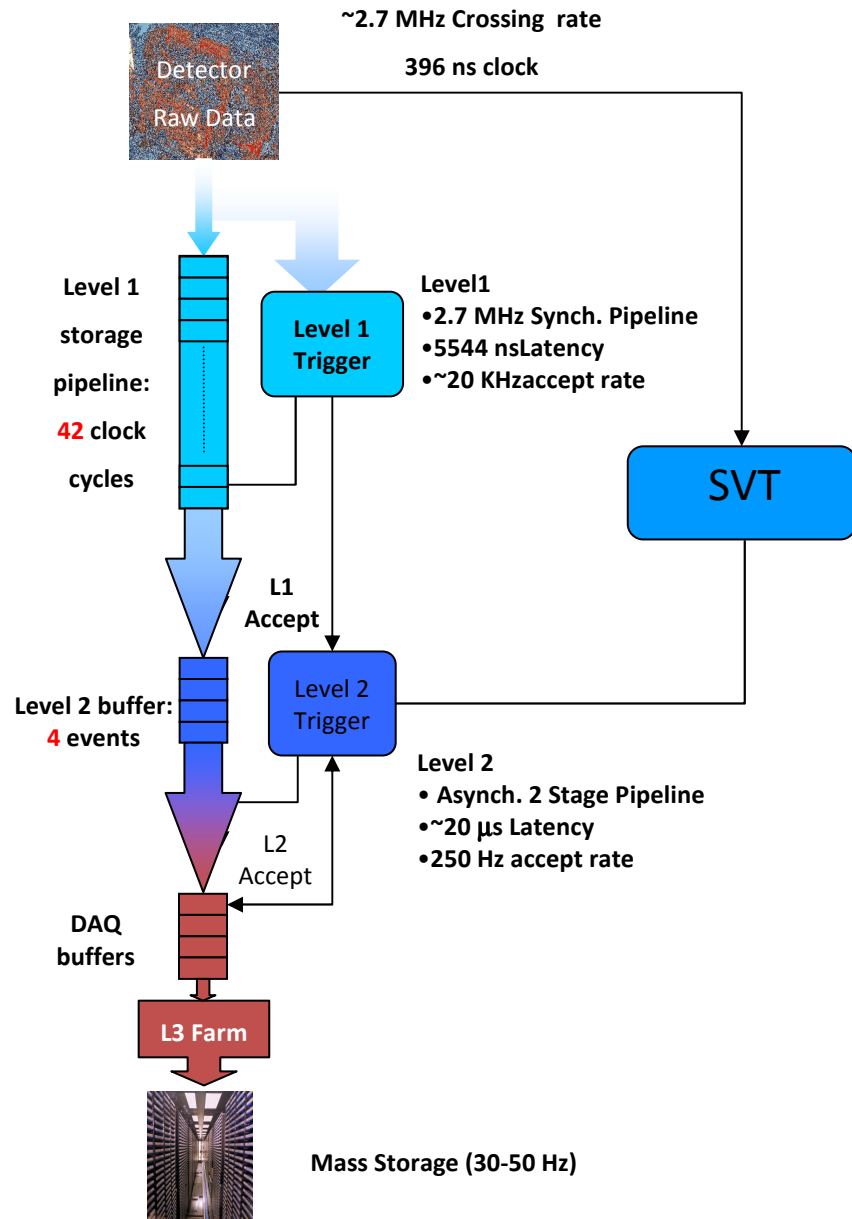 ~2.7 MHz Crossing rate
396 ns clock
Detector
Raw Data
Level 1
storage
pipeline:
42 clock
cycles
Level 1
Trigger
Level1
•2.7 MHz Synch. Pipeline
•5544 nsLatency
•~20 KHzaccept rate
SVT
L1
Accept
Level 2 buffer:
4 events
Level 2
Trigger
Level 2
• Asynch. 2 Stage Pipeline
•~20 μs Latency
•250 Hz accept rate
L2
Accept
DAQ
buffers
L3 Farm
Mass Storage (30-50 Hz)